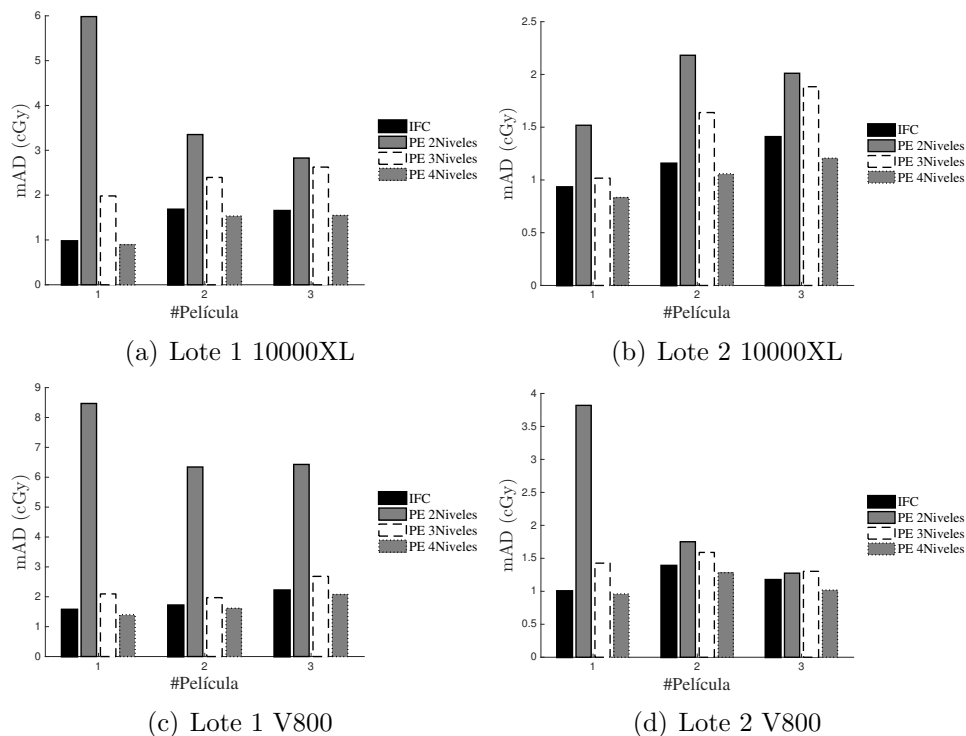 6
5
4
3
2
1
0
mAD (cGy)
1 2 3
#Película
IFC
PE 2Niveles
PE 3Niveles
PE 4Niveles
(a) Lote 1 10000XL
2.5
2
1.5
1
0.5
0
mAD (cGy)
1 2 3
#Película
IFC
PE 2Niveles
PE 3Niveles
PE 4Niveles
(b) Lote 2 10000XL
9
8
7
6
5
4
3
2
1
0
mAD (cGy)
1 2 3
#Película
IFC
PE 2Niveles
PE 3Niveles
PE 4Niveles
(c) Lote 1 V800
4
3.5
3
2.5
2
1.5
1
0.5
0
mAD (cGy)
1 2 3
#Película
IFC
PE 2Niveles
PE 3Niveles
PE 4Niveles
(d) Lote 2 V800